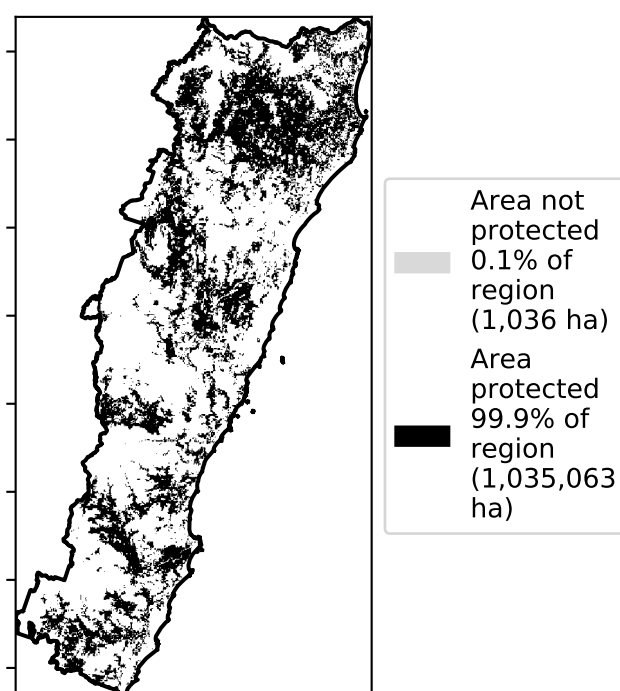 Area not
protected
0.1% of
region
(1,036 ha)
Area
protected
99.9% of
region
(1,035,063
ha)